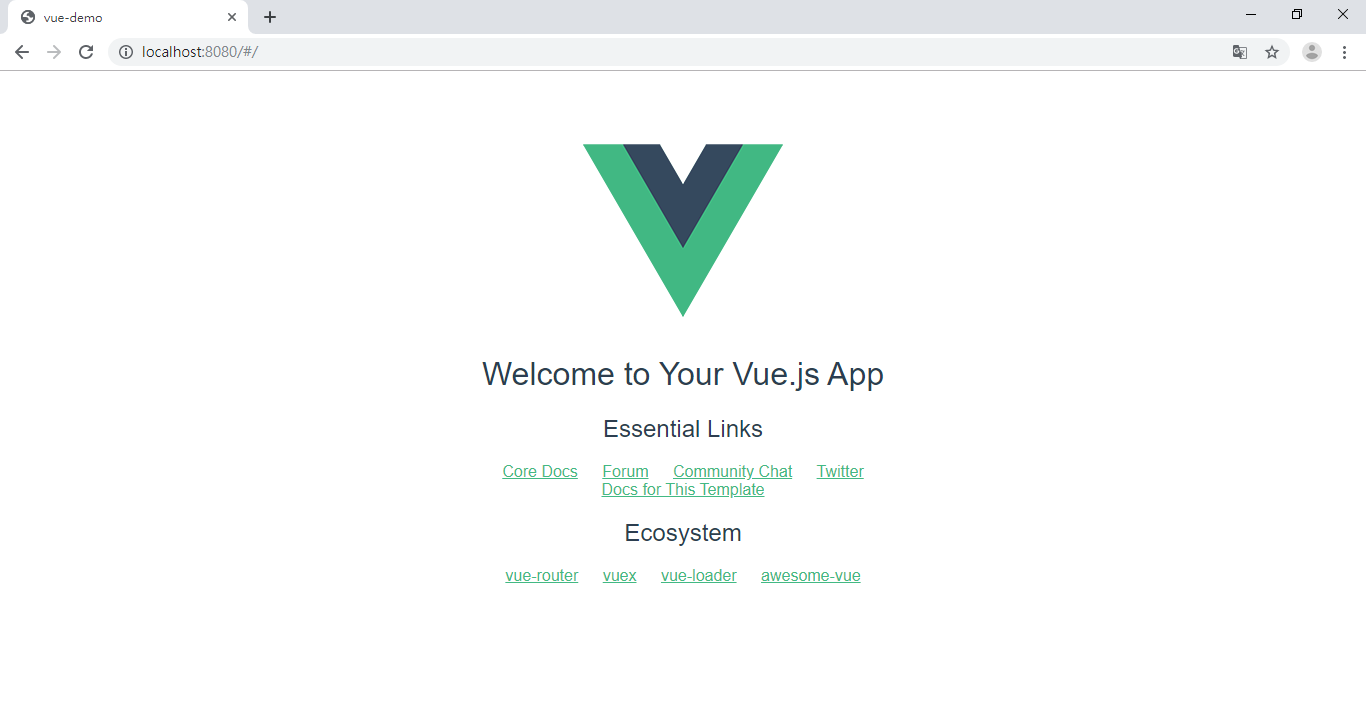 vue-demo
localhost:8080/#/
Welcome to Your Vue.js App
Essential Links
Core Docs Forum Community Chat Twitter
Docs for This Template
Ecosystem
vue-router vuex vue-loader awesome-vue